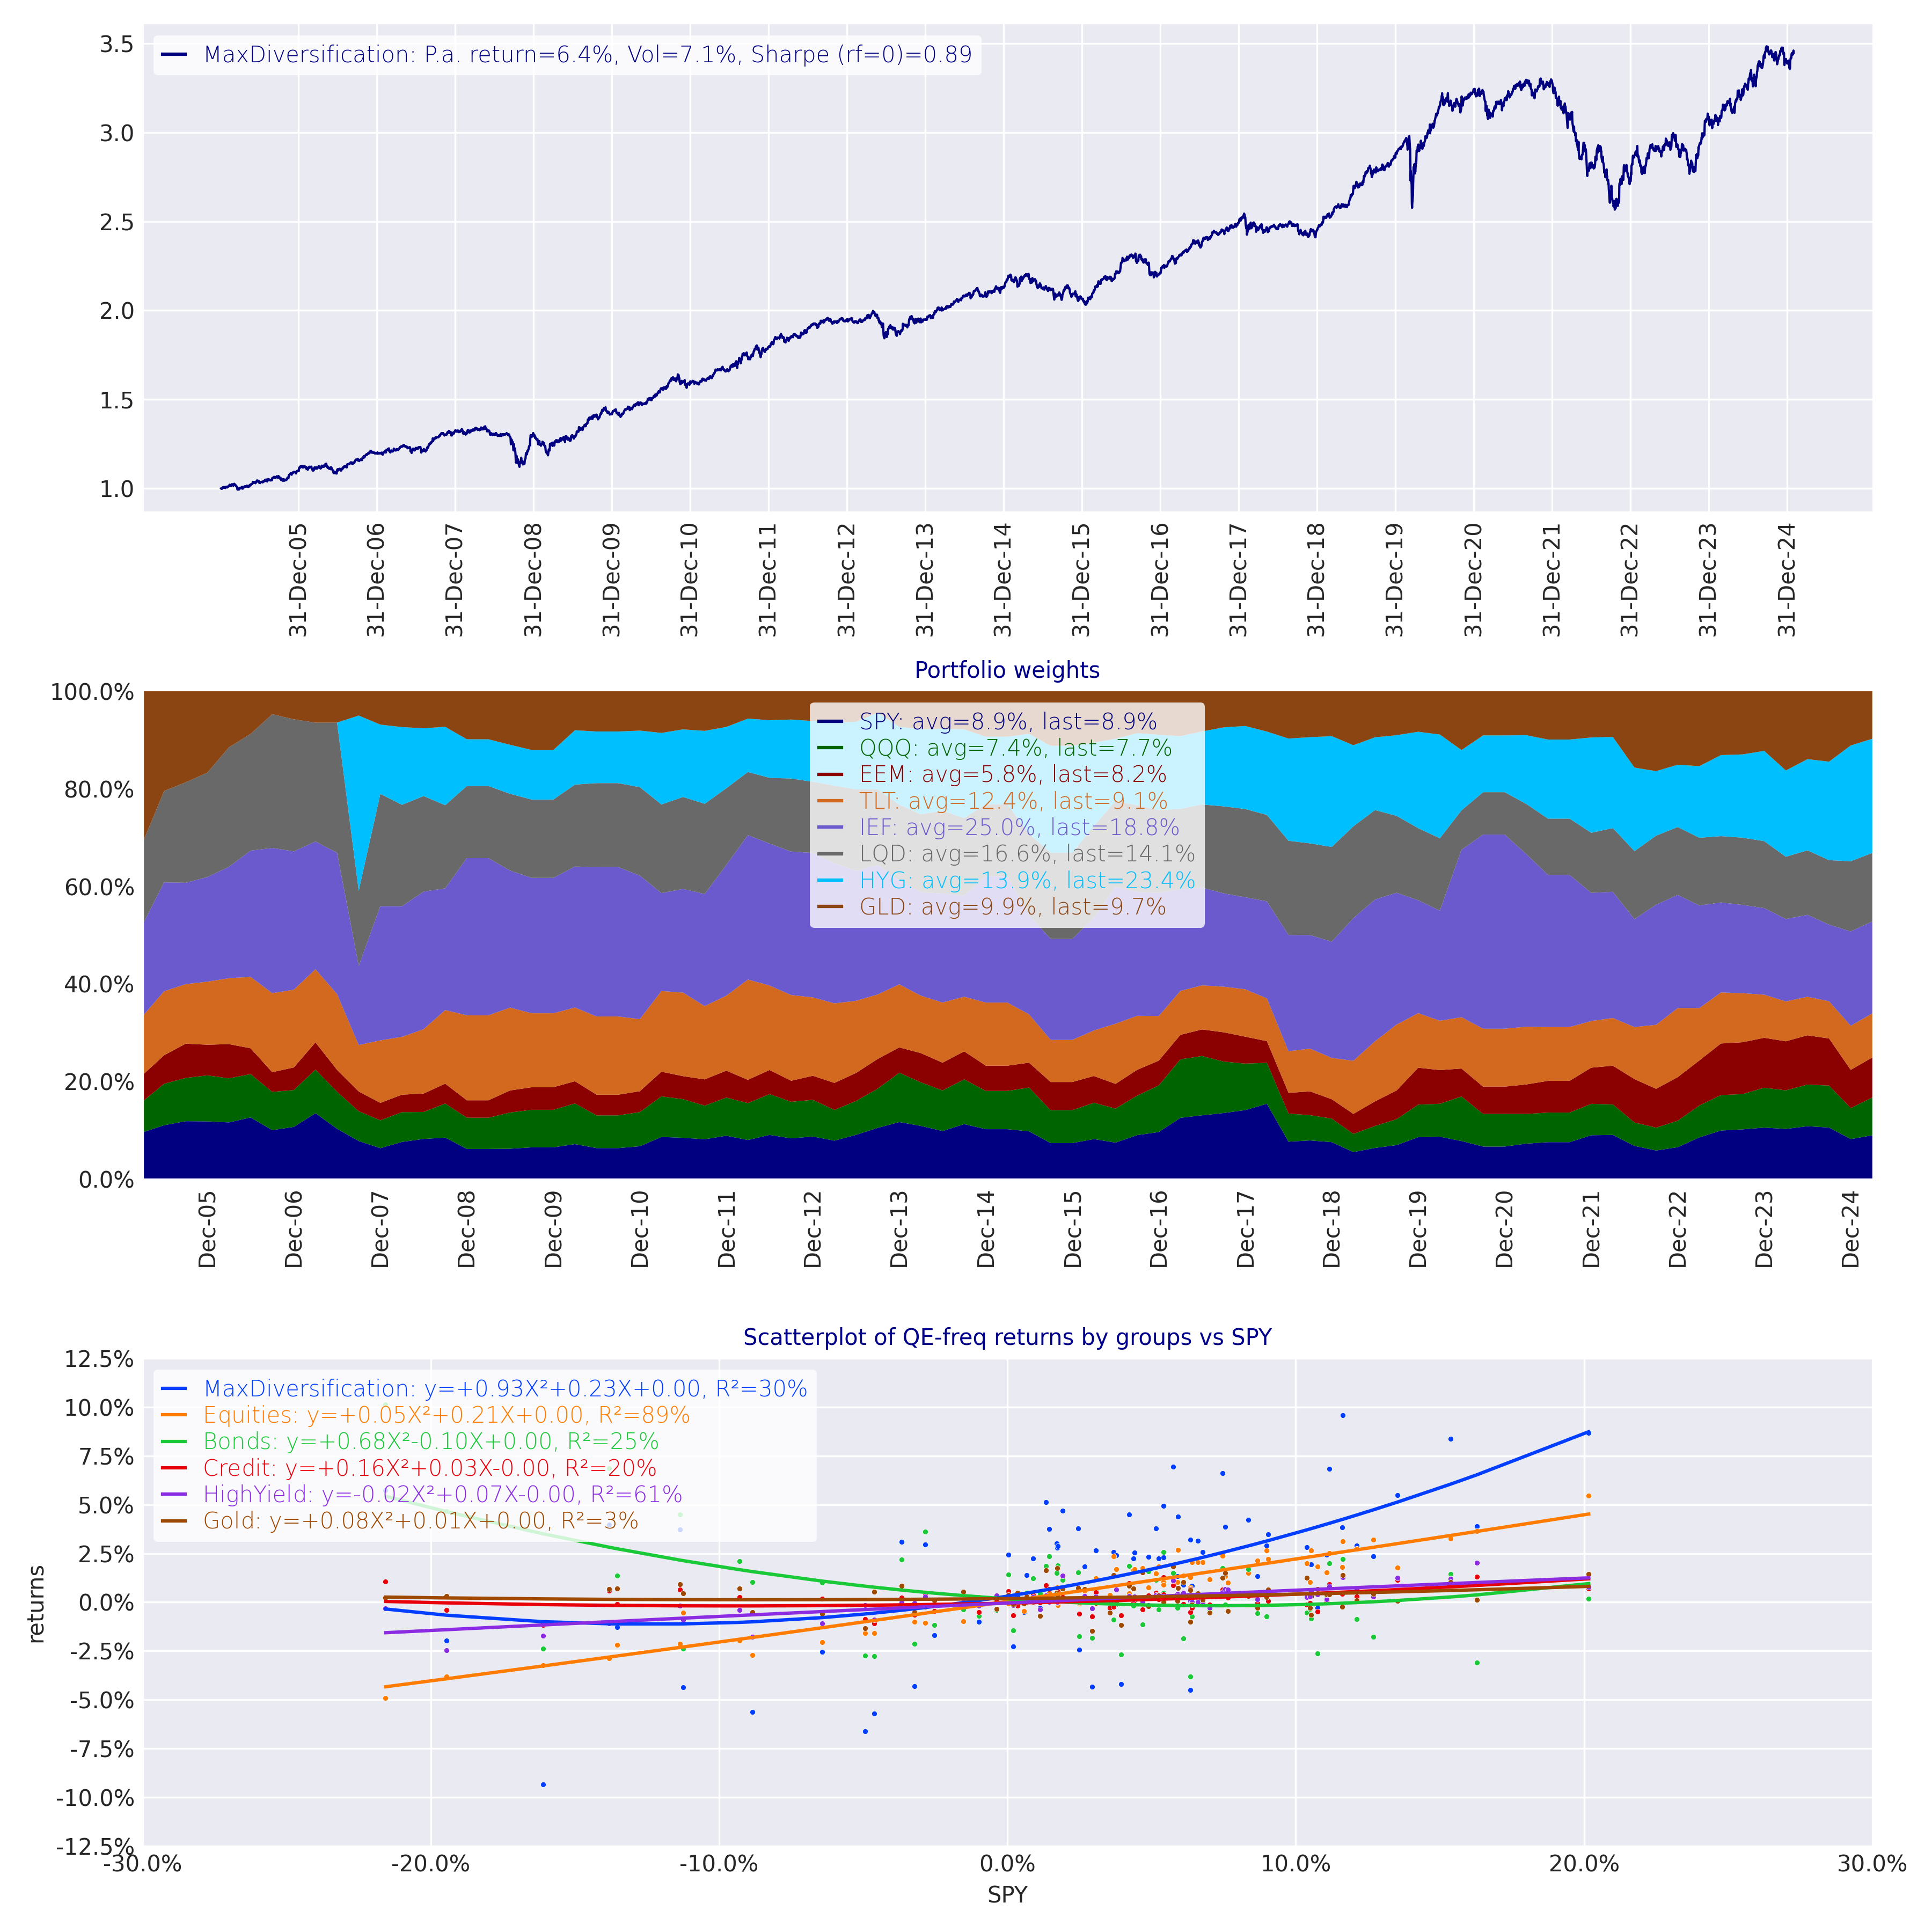 3.5
3.0
2.5
2.0
1.5
1.0
MaxDiversification: P.a. return=6.4%, Vol=7.1%, Sharpe (rf=0)=0.89
31-Dec-05
31-Dec-06
31-Dec-07
31-Dec-08
31-Dec-09
31-Dec-10
31-Dec-11
31-Dec-12
31-Dec-13
31-Dec-14
31-Dec-15
31-Dec-16
31-Dec-17
31-Dec-18
31-Dec-19
31-Dec-20
31-Dec-21
31-Dec-22
31-Dec-23
31-Dec-24
Portfolio weights
100.0%
80.0%
60.0%
40.0%
20.0%
0.0%
SPY: avg=8.9%, last=8.9%
QQQ: avg=7.4%, last=7.7%
EEM: avg=5.8%, last=8.2%
TLT: avg=12.4%, last=9.1%
IEF: avg=25.0%, last=18.8%
LQD: avg=16.6%, last=14.1%
HYG: avg=13.9%, last=23.4%
GLD: avg=9.9%, last=9.7%
Dec-05
Dec-06
Dec-07
Dec-08
Dec-09
Dec-10
Dec-11
Dec-12
Dec-13
Dec-14
Dec-15
Dec-16
Dec-17
Dec-18
Dec-19
Dec-20
Dec-21
Dec-22
Dec-23
Dec-24
Scatterplot of QE-freq returns by groups vs SPY
returns
12.5%
10.0%
7.5%
5.0%
2.5%
0.0%
-2.5%
-5.0%
-7.5%
-10.0%
-12.5%
MaxDiversification: y=+0.93X²+0.23X+0.00, R²=30%
Equities: y=+0.05X²+0.21X+0.00, R²=89%
Bonds: y=+0.68X²-0.10X+0.00, R²=25%
Credit: y=+0.16X²+0.03X-0.00, R²=20%
HighYield: y=-0.02X²+0.07X-0.00, R²=61%
Gold: y=+0.08X²+0.01X+0.00, R²=3%
-30.0%
-20.0%
-10.0%
0.0%
10.0%
20.0%
30.0%
SPY